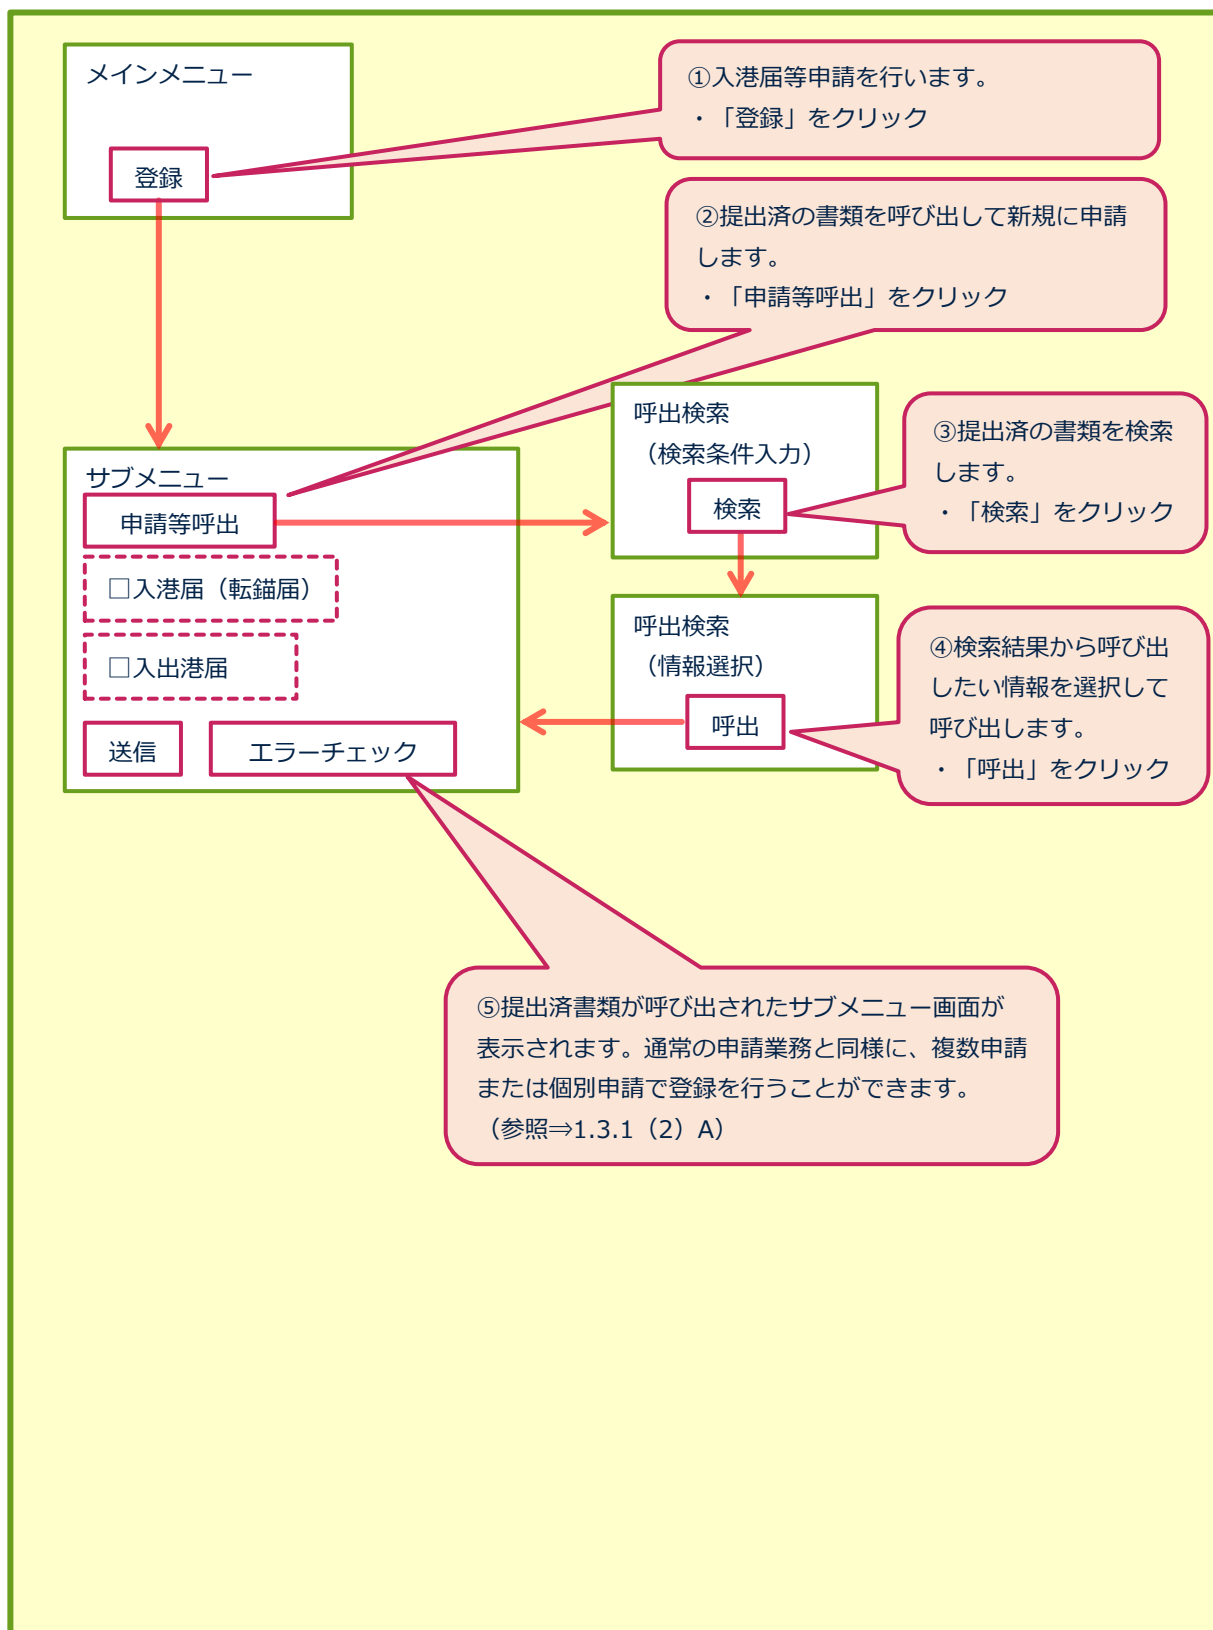 メインメニュー
登録
①入港届等申請を行います。
・「登録」をクリック
②提出済の書類を呼び出して新規に申請
します。
・「申請等呼出」をクリック
呼出検索
（検索条件入力）
検索
③提出済の書類を検索
します。
・「検索」をクリック
サブメニュー
申請等呼出
□入港届（転錨届）
□入出港届
送信
エラーチェック
呼出検索
（情報選択）
呼出
④検索結果から呼び出
したい情報を選択して
呼び出します。
・「呼出」をクリック
⑤提出済書類が呼び出されたサブメニュー画面が
表示されます。通常の申請業務と同様に、複数申請
または個別申請で登録を行うことができます。
（参照⇒1.3.1（2）A）